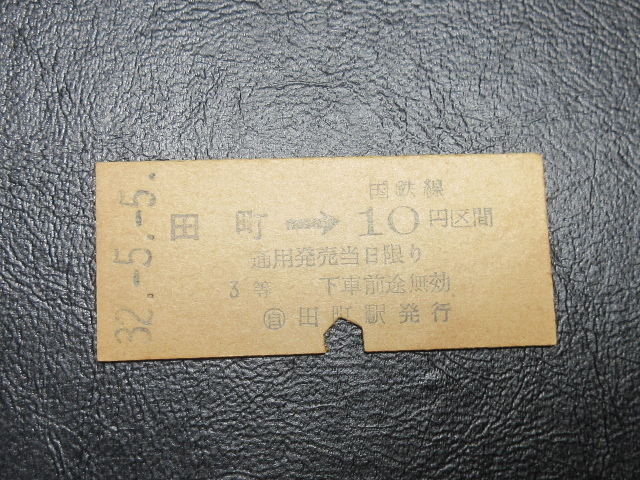 32.-5.-5.
国鉄線
田町→10円区間
通用発売当日限り
3等 下車前途無効
㊂田町駅発行